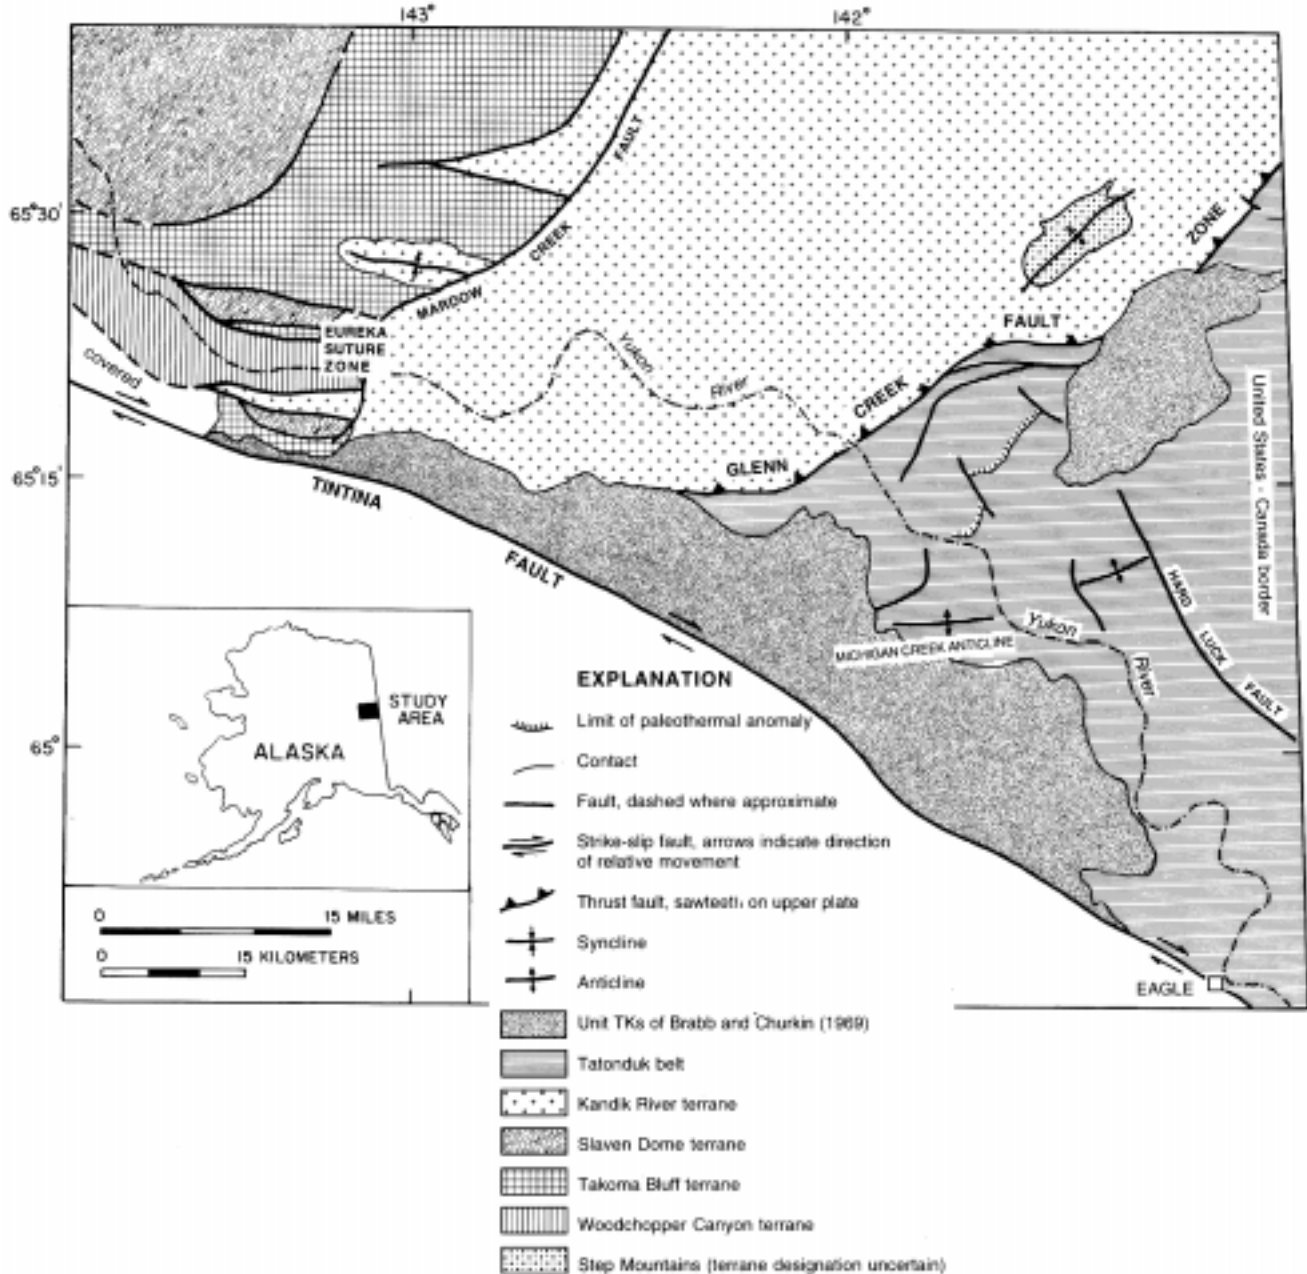 143°
142°
65°30'
65°15'
65°
MARDOW
CREEK
FAULT
EUREKA
SUTURE
ZONE
covered
TINTINA
FAULT
Yukon
River
GLENN
CREEK
FAULT
ZONE
United States - Canada border
HARD
LUCK
FAULT
MICHIGAN CREEK ANTICLINE
Yukon
River
EAGLE
ALASKA
STUDY
AREA
0 15 MILES
0 15 KILOMETERS
EXPLANATION
Limit of paleothermal anomaly
Contact
Fault, dashed where approximate
Strike-slip fault, arrows indicate direction
of relative movement
Thrust fault, sawteeth on upper plate
Syncline
Anticline
Unit TKs of Brabb and Churkin (1969)
Tatonduk belt
Kandik River terrane
Slaven Dome terrane
Takoma Bluff terrane
Woodchopper Canyon terrane
Step Mountains (terrane designation uncertain)